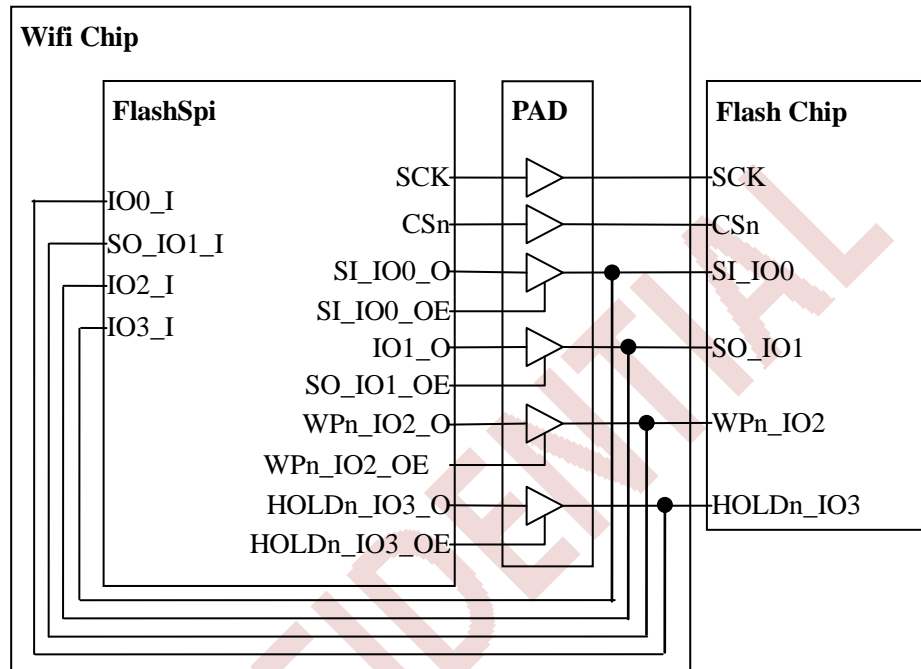 Wifi Chip
FlashSpi
PAD
Flash Chip
SCK
SCK
IO0_I
CSn
CSn
SO_IO1_I
SI_IO0_O
SI_IO0
IO2_I
SI_IO0_OE
IO3_I
IO1_O
SO_IO1
SO_IO1_OE
WPn_IO2_O
WPn_IO2
WPn_IO2_OE
HOLDn_IO3_O
HOLDn_IO3
HOLDn_IO3_OE
FIDENTIAL